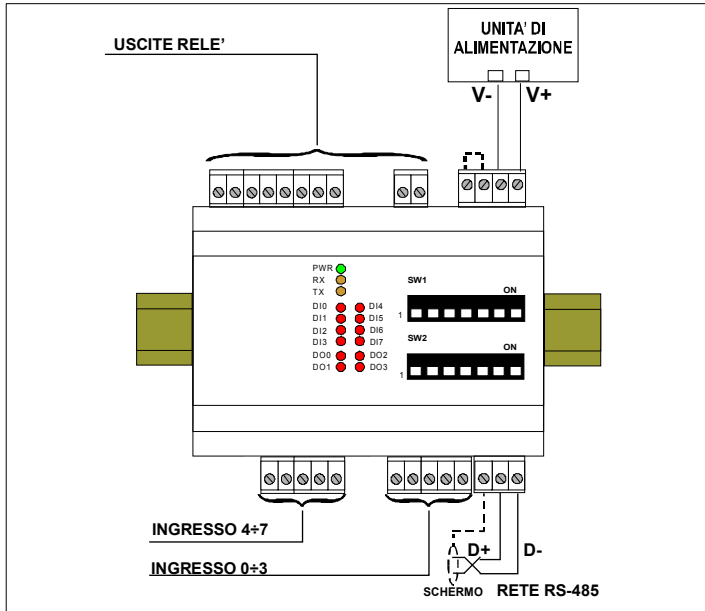 UNITA' DI
ALIMENTAZIONE
USCITE RELE'
V- V+
PWR
RX
TX
SW1
ON
DI0 DI4
DI1 DI5
1
DI2 DI6
DI3 DI7
SW2
ON
DO0 DO2
DO1 DO3
1
INGRESSO 4÷7
D+ D-
INGRESSO 0÷3
SCHERMO RETE RS-485